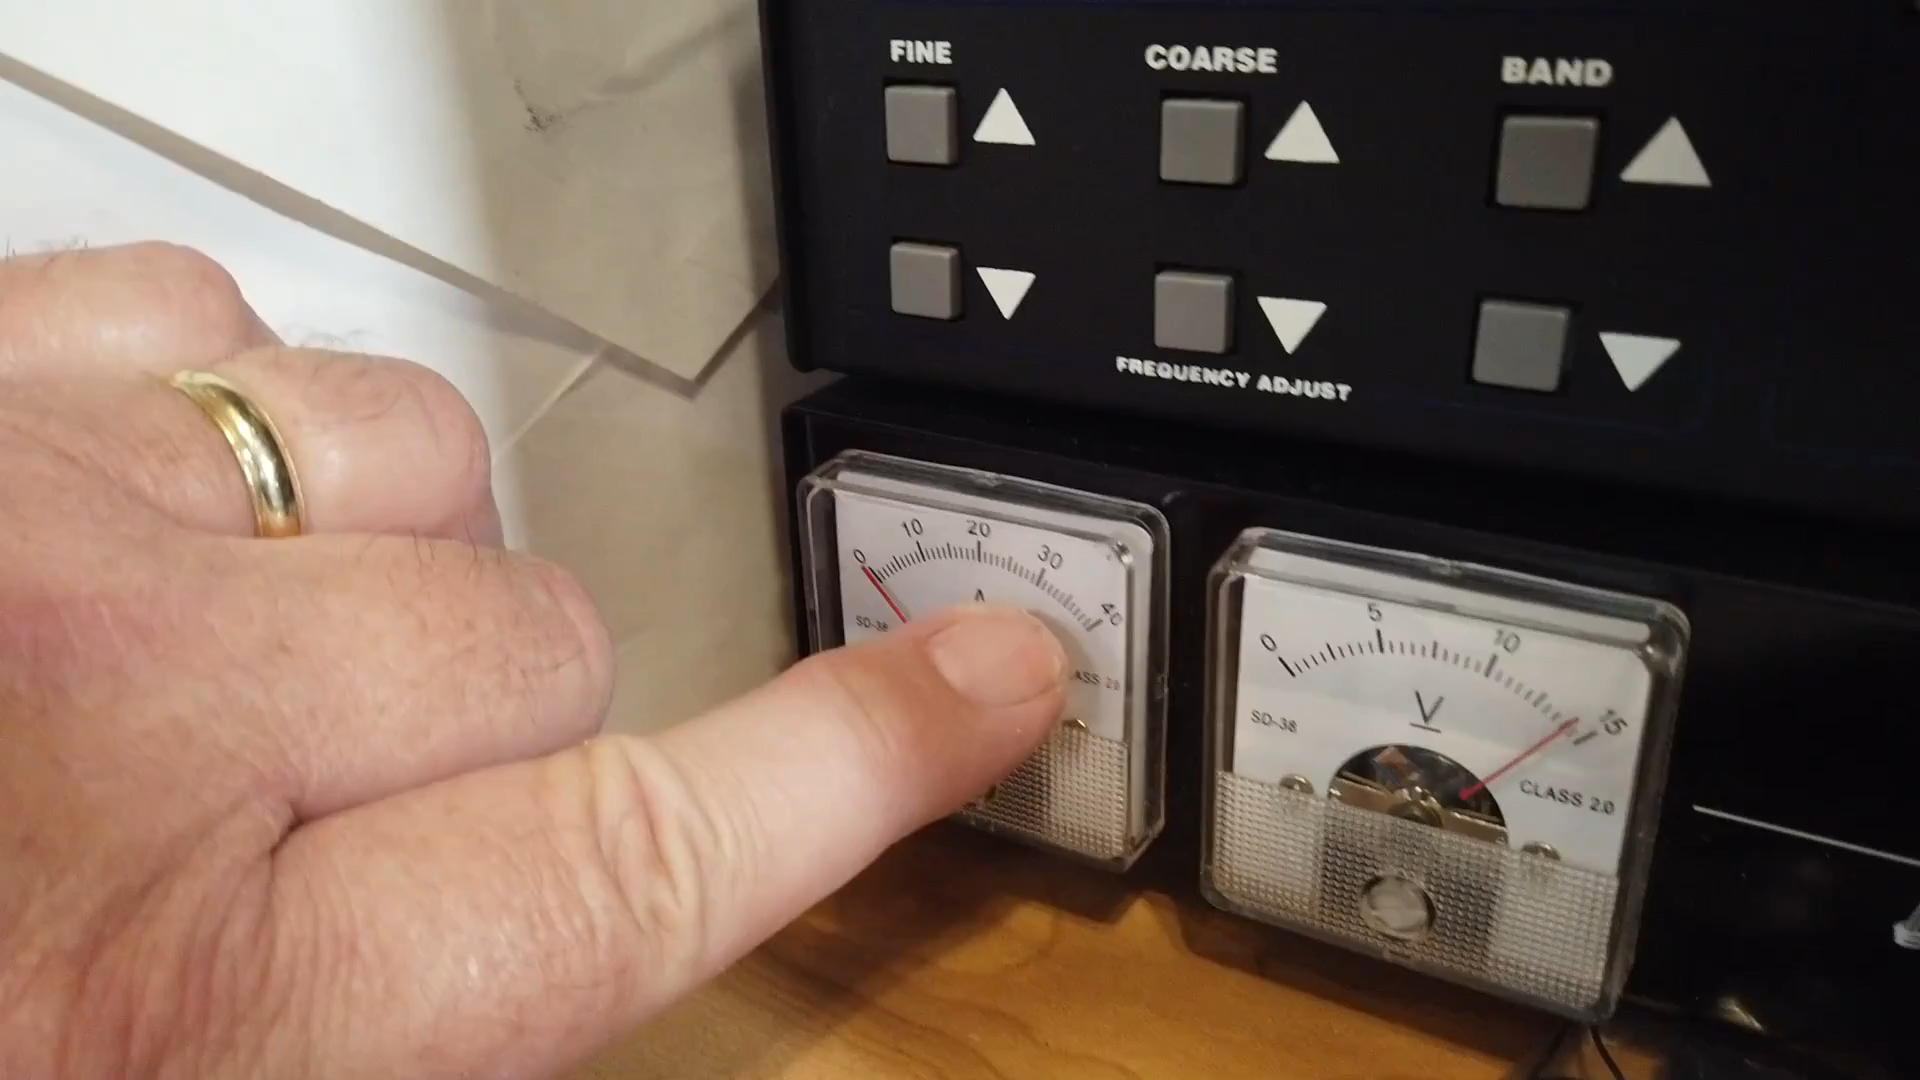 FINE COARSE BAND
FREQUENCY ADJUST
0 10 20 30 40
A
SD-38
0 5 10 15
V
SD-38
CLASS 2.0